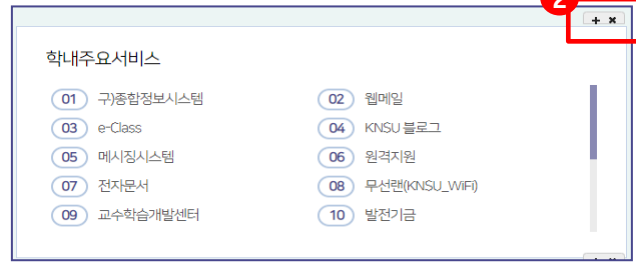 2
+ ×
학내주요서비스
01 구)종합정보시스템 02 웹메일
03 e-Class 04 KNSU 블로그
05 메시징시스템 06 원격지원
07 전자문서 08 무선랜(KNSU_WiFi)
09 교수학습개발센터 10 발전기금